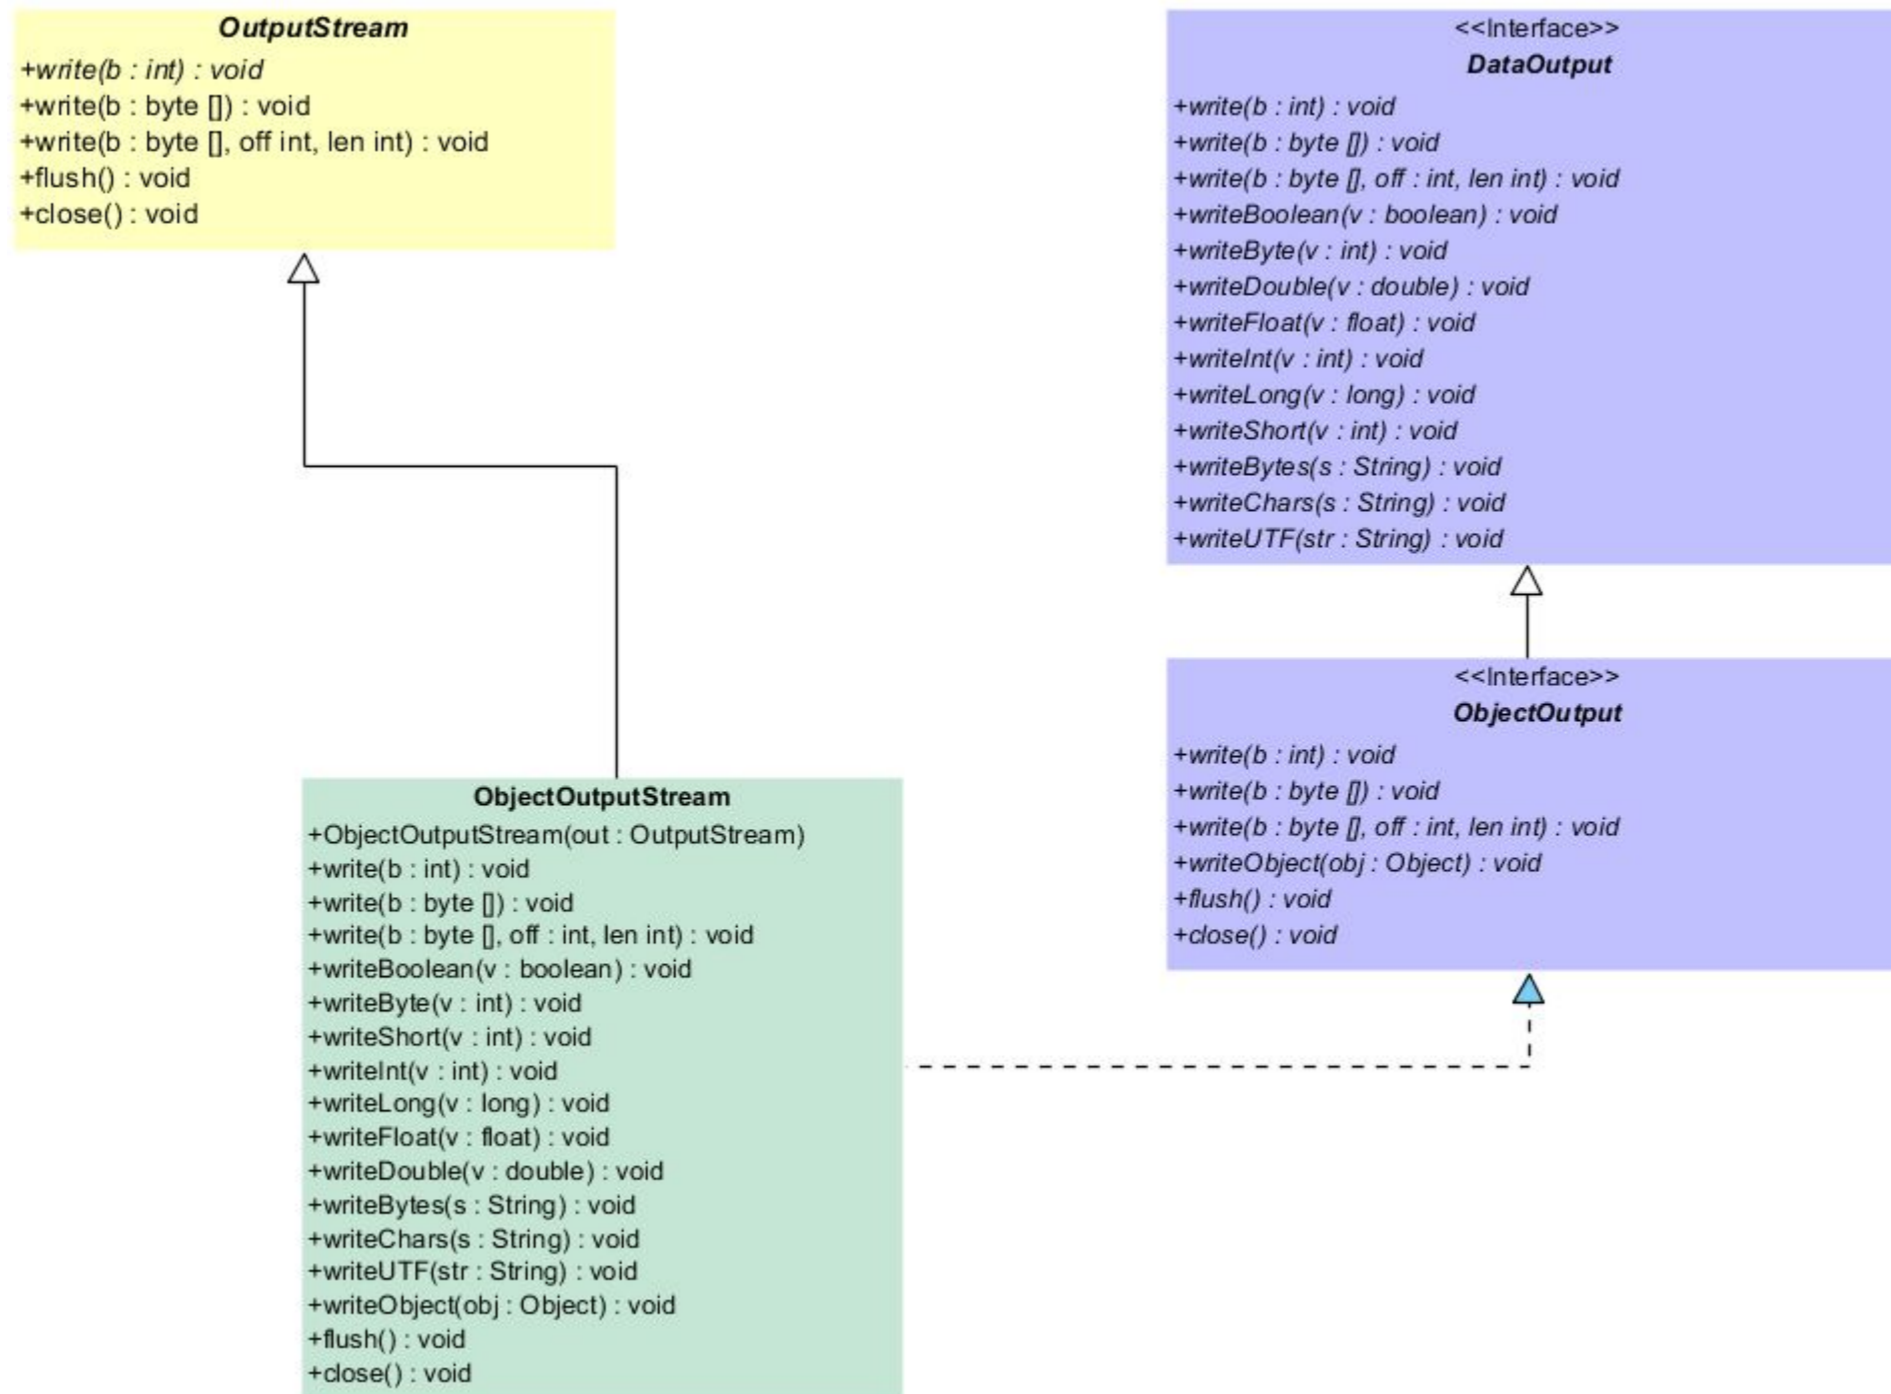 OutputStream
+write(b : int) : void
+write(b : byte []) : void
+write(b : byte [], off int, len int) : void
+flush() : void
+close() : void
<<Interface>>
DataOutput
+write(b : int) : void
+write(b : byte []) : void
+write(b : byte [], off : int, len int) : void
+writeBoolean(v : boolean) : void
+writeByte(v : int) : void
+writeDouble(v : double) : void
+writeFloat(v : float) : void
+writeInt(v : int) : void
+writeLong(v : long) : void
+writeShort(v : int) : void
+writeBytes(s : String) : void
+writeChars(s : String) : void
+writeUTF(str : String) : void
<<Interface>>
ObjectOutput
+write(b : int) : void
+write(b : byte []) : void
+write(b : byte [], off : int, len int) : void
+writeObject(obj : Object) : void
+flush() : void
+close() : void
ObjectOutputStream
+ObjectOutputStream(out : OutputStream)
+write(b : int) : void
+write(b : byte []) : void
+write(b : byte [], off : int, len int) : void
+writeBoolean(v : boolean) : void
+writeByte(v : int) : void
+writeShort(v : int) : void
+writeInt(v : int) : void
+writeLong(v : long) : void
+writeFloat(v : float) : void
+writeDouble(v : double) : void
+writeBytes(s : String) : void
+writeChars(s : String) : void
+writeUTF(str : String) : void
+writeObject(obj : Object) : void
+flush() : void
+close() : void